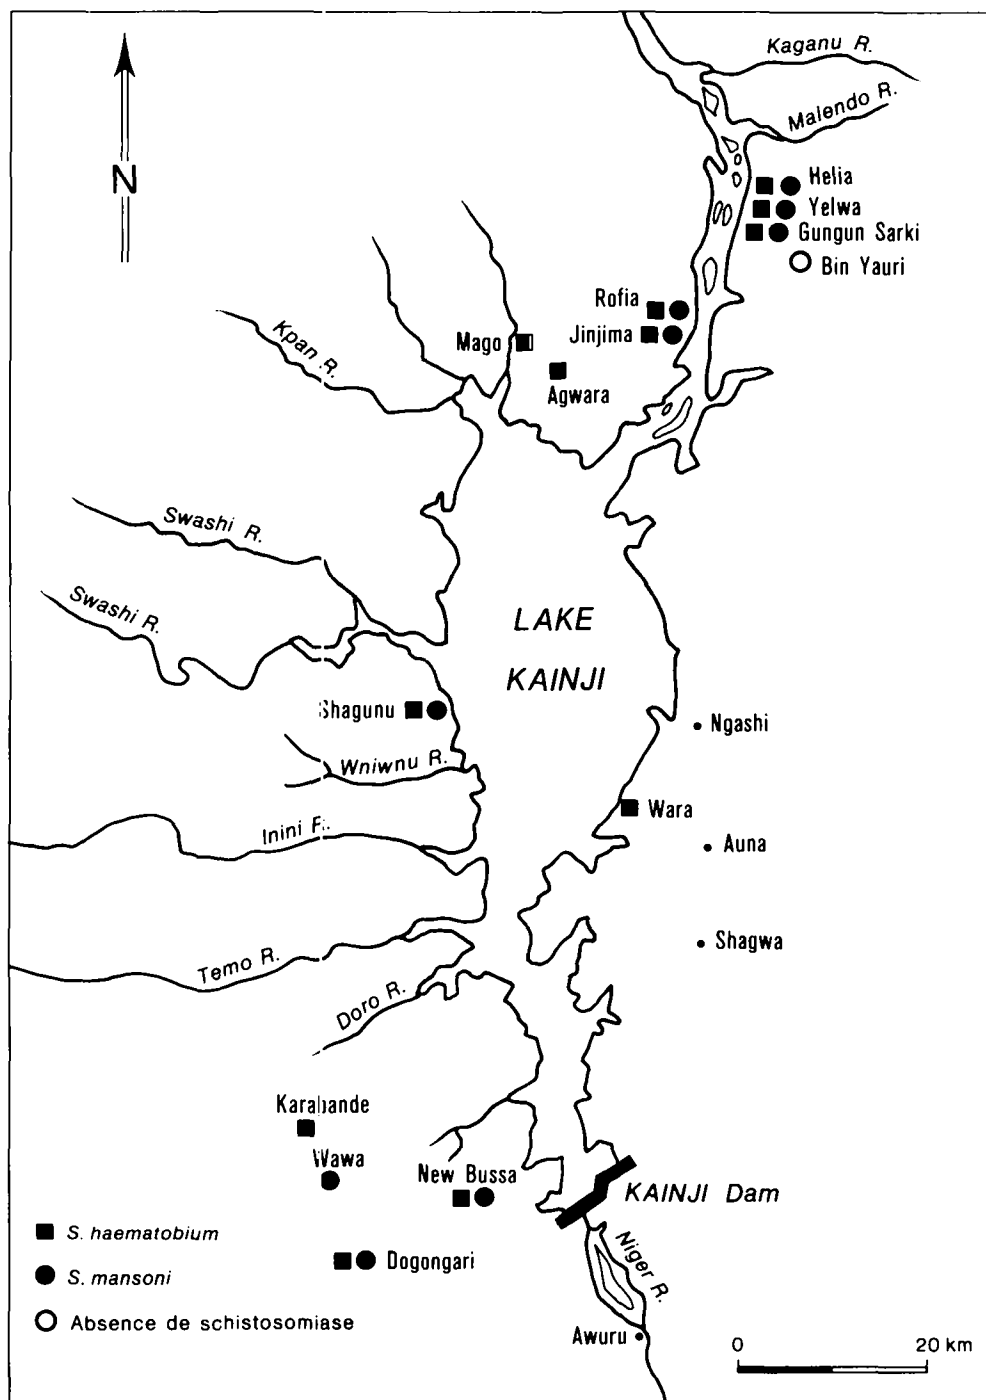 Kaganu R.
Malendo R.
N
Helia
Yelwa
Gungun Sarki
Bin Yauri
Rofia
Jinjima
Mago
Agwara
Kpan R.
Swashi R.
Swashi R.
LAKE
KAINJI
Shagunu
Ngashi
Wniwnu R.
Wara
Inini R.
Auna
Shagwa
Temo R.
Doro R.
Karabande
Wawa
New Bussa
KAINJI Dam
S. haematobium
Niger R.
Dogongari
S. mansoni
Absence de schistosomiase
Awuru
0 20 km